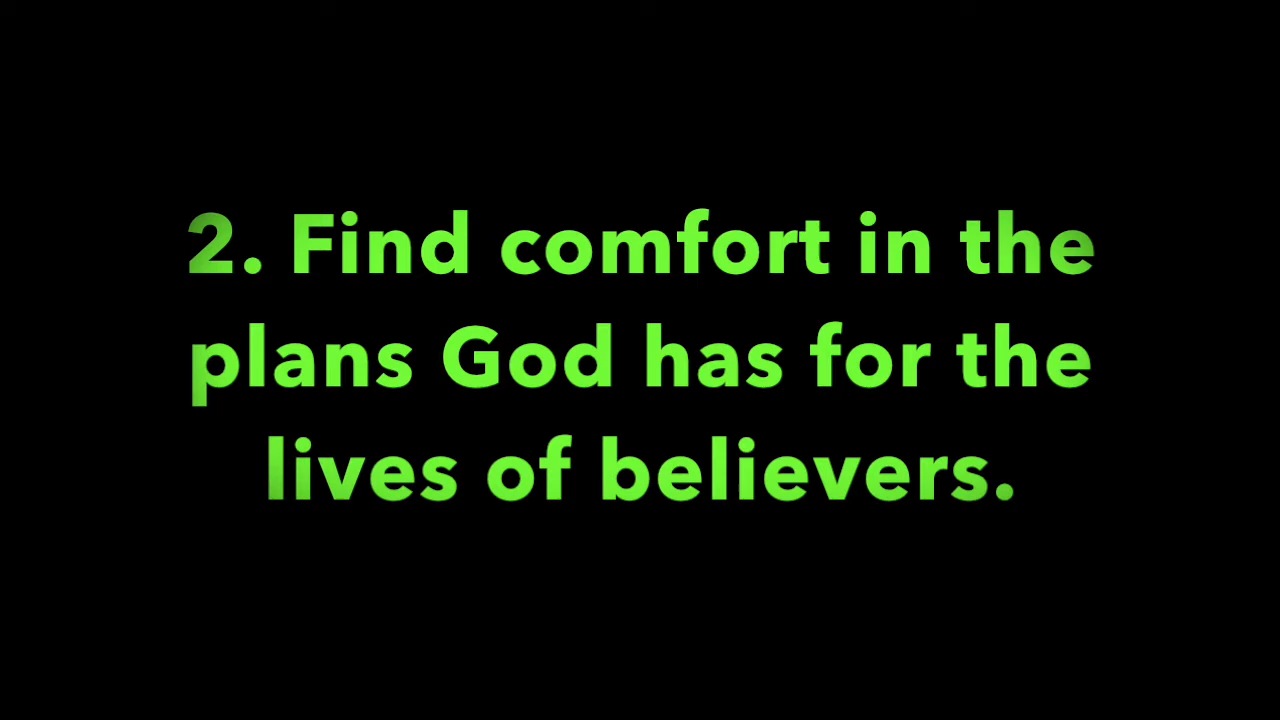 2. Find comfort in the
plans God has for the
lives of believers.